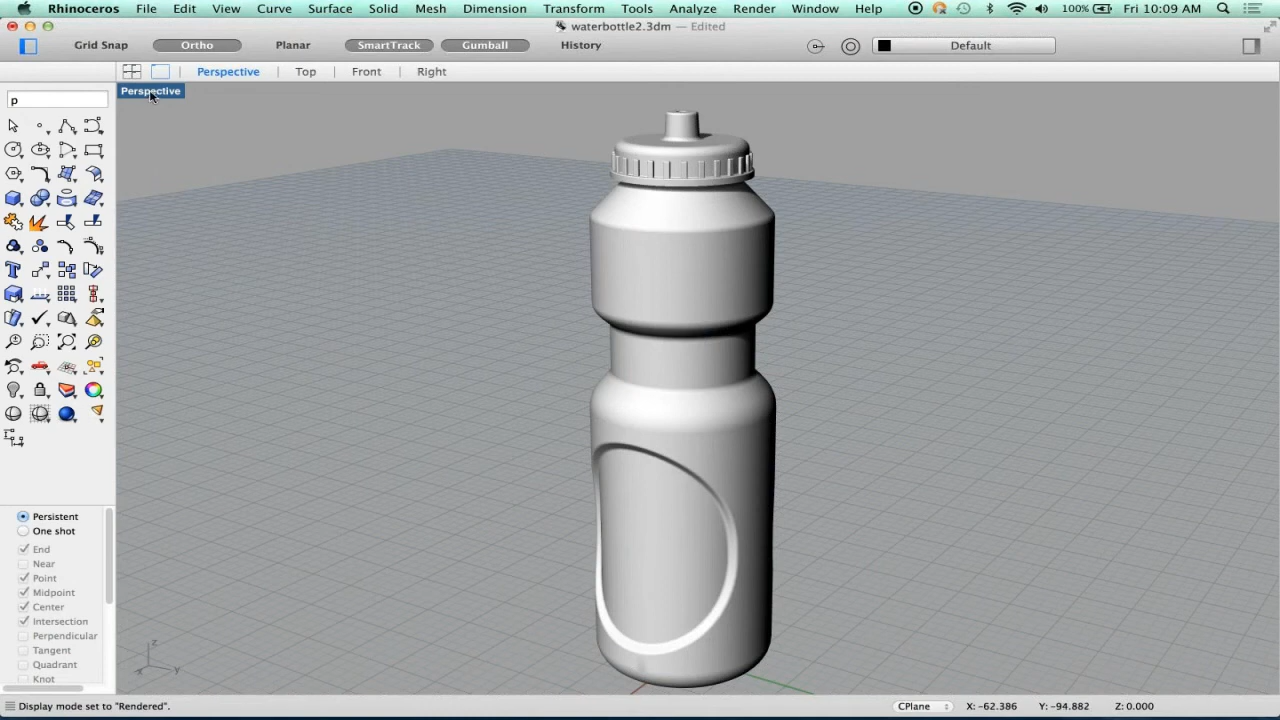 Rhinoceros File Edit View Curve Surface Solid Mesh Dimension Transform Tools Analyze Render Window Help 100% Fri 10:09 AM
waterbottle2.3dm — Edited
Grid Snap Ortho Planar SmartTrack Gumball History Default
Perspective Top Front Right
Perspective
p
Persistent
One shot
End
Near
Point
Midpoint
Center
Intersection
Perpendicular
Tangent
Quadrant
Knot
z
x y
Display mode set to "Rendered". CPlane X: -62.386 Y: -94.882 Z: 0.000